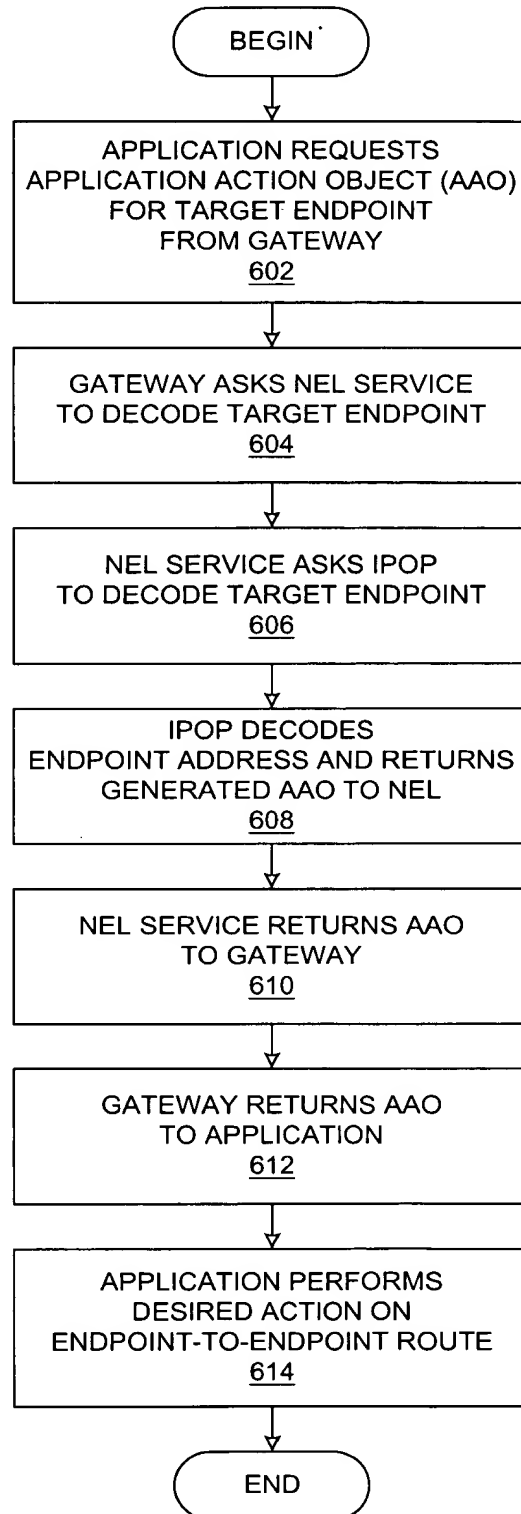 BEGIN
APPLICATION REQUESTS
APPLICATION ACTION OBJECT (AAO)
FOR TARGET ENDPOINT
FROM GATEWAY
602
GATEWAY ASKS NEL SERVICE
TO DECODE TARGET ENDPOINT
604
NEL SERVICE ASKS IPOP
TO DECODE TARGET ENDPOINT
606
IPOP DECODES
ENDPOINT ADDRESS AND RETURNS
GENERATED AAO TO NEL
608
NEL SERVICE RETURNS AAO
TO GATEWAY
610
GATEWAY RETURNS AAO
TO APPLICATION
612
APPLICATION PERFORMS
DESIRED ACTION ON
ENDPOINT-TO-ENDPOINT ROUTE
614
END